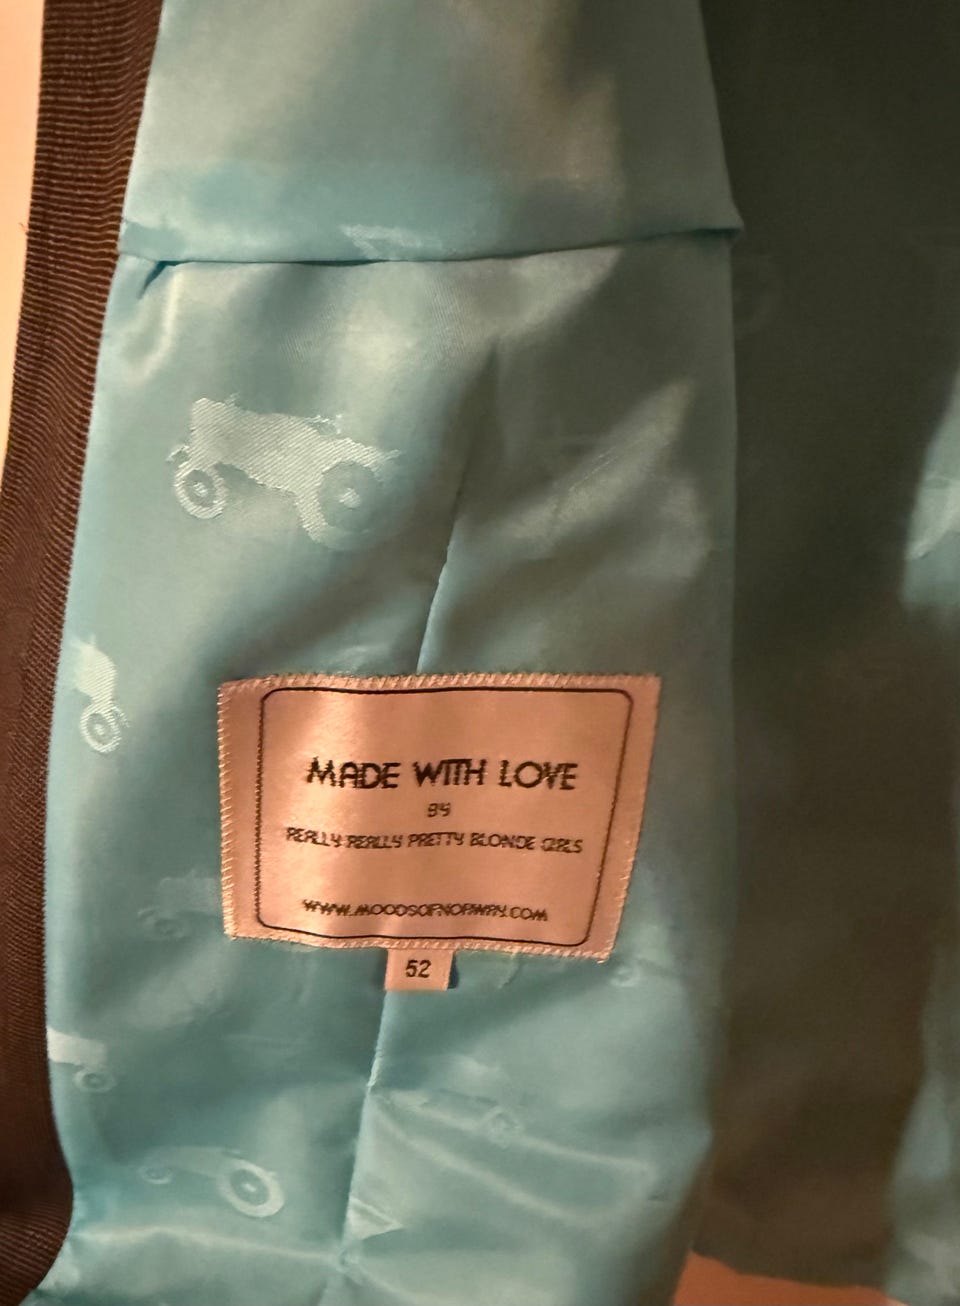 MADE WITH LOVE
BY
REALLY REALLY PRETTY BLONDE GIRLS
WWW.MOODSOFNORWAY.COM
52